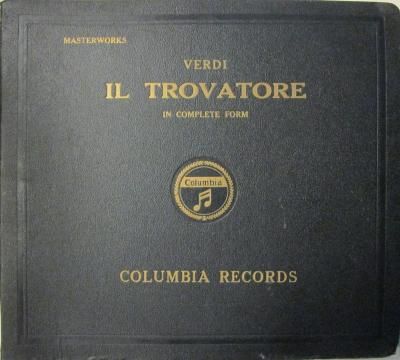 MASTERWORKS
VERDI
IL TROVATORE
IN COMPLETE FORM
Columbia
COLUMBIA RECORDS